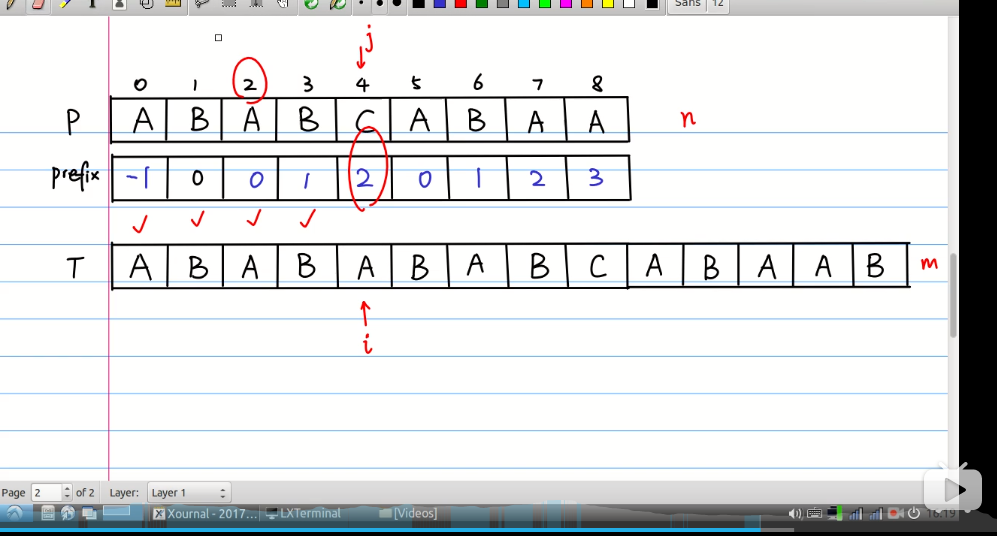 Sans 12
j
0 1 2 3 4 5 6 7 8
P A B A B C A B A A n
prefix -1 0 0 1 2 0 1 2 3
✓ ✓ ✓ ✓
T A B A B A B A B C A B A A B m
i
Page 2 of 2 Layer: Layer 1
Xournal - 2017... LXTerminal [Videos] 16:19